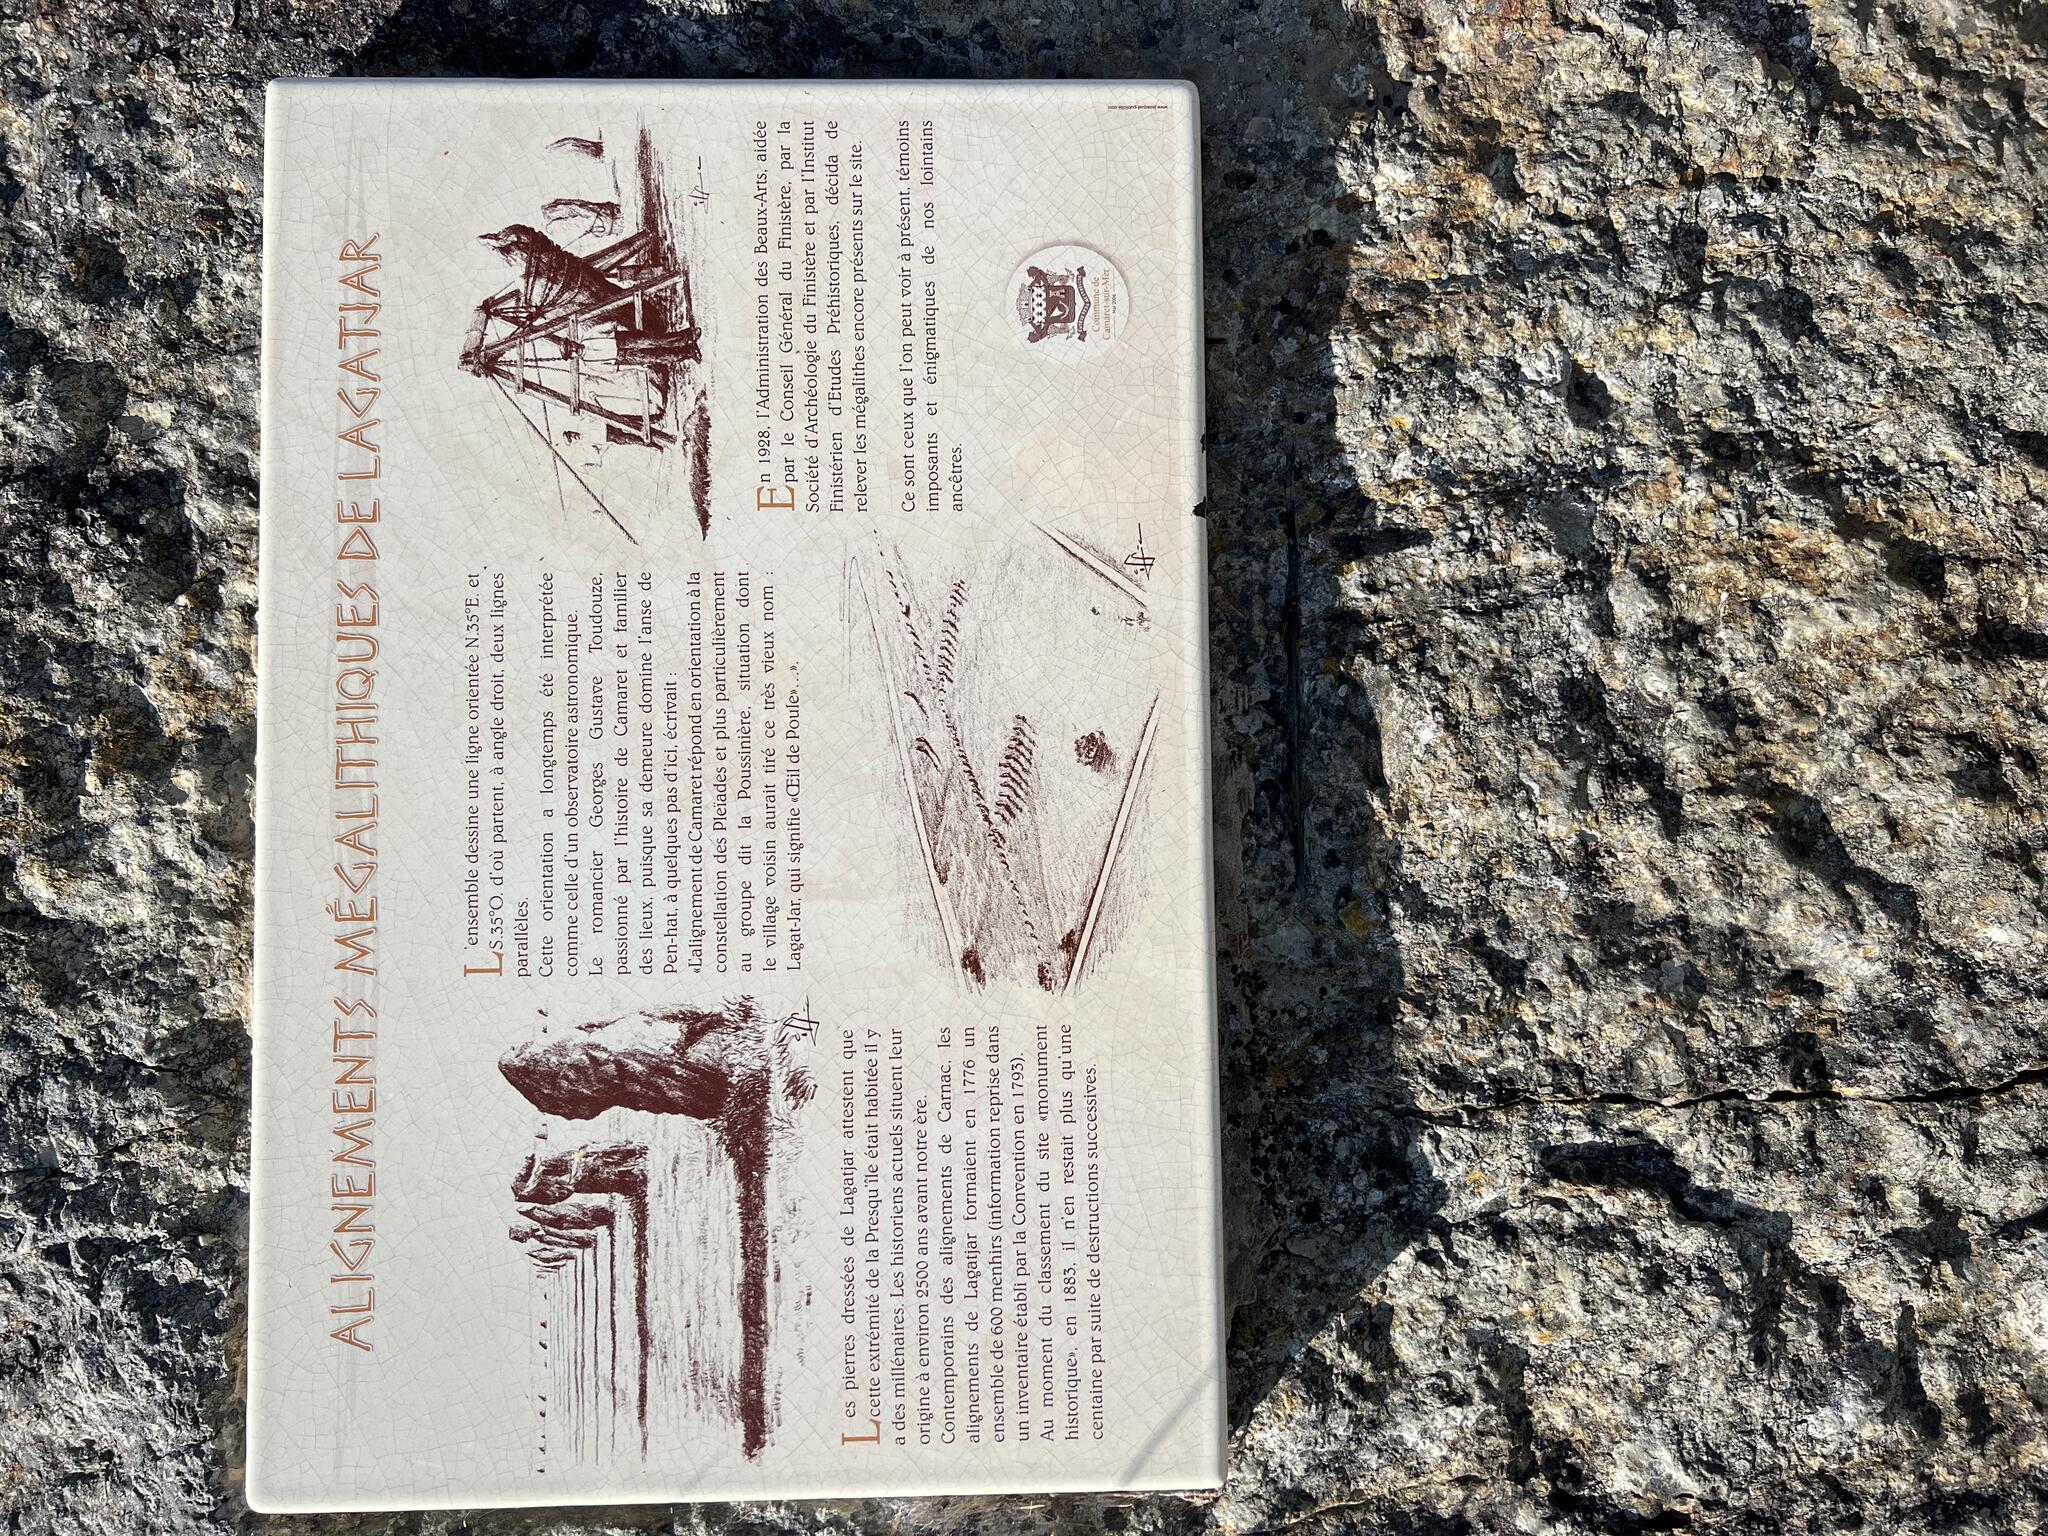 ALIGNEMENTS MÉGALITHIQUES DE LAGATJAR
Les pierres dressées de Lagatjar attestent que
cette extrémité de la Presqu'île était habitée il y
a des millénaires. Les historiens actuels situent leur
origine à environ 2500 ans avant notre ère.
Contemporains des alignements de Carnac, les
alignements de Lagatjar formaient en 1776 un
ensemble de 600 menhirs (information reprise dans
un inventaire établi par la Convention en 1793).
Au moment du classement du site «monument
historique», en 1883, il n'en restait plus qu'une
centaine par suite de destructions successives.
L'ensemble dessine une ligne orientée N.35°E. et
S.35°O. d'où partent, à angle droit, deux lignes
parallèles.
Cette orientation a longtemps été interprétée
comme celle d'un observatoire astronomique.
Le romancier Georges Gustave Toudouze,
passionné par l'histoire de Camaret et familier
des lieux, puisque sa demeure domine l'anse de
Pen-hat, à quelques pas d'ici, écrivait :
«L'alignement de Camaret répond en orientation à la
constellation des Pleïades et plus particulièrement
au groupe dit la Poussinière, situation dont
le village voisin aurait tiré ce très vieux nom :
Lagat-Jar, qui signifie «Œil de Poule»...».
En 1928, l'Administration des Beaux-Arts, aidée
par le Conseil Général du Finistère, par la
Société d'Archéologie du Finistère et par l'Institut
Finistérien d'Etudes Préhistoriques, décida de
relever les mégalithes encore présents sur le site.
Ce sont ceux que l'on peut voir à présent, témoins
imposants et énigmatiques de nos lointains
ancêtres.
Commune de
Camaret-sur-Mer